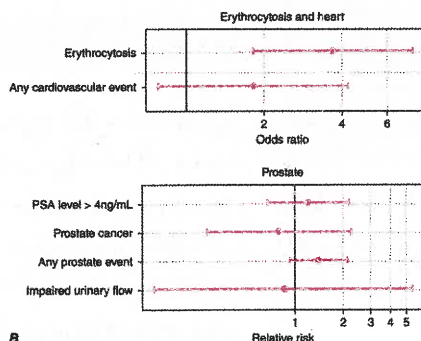 Erythrocytosis and heart
Erythrocytosis
Any cardiovascular event
2 4 6
Odds ratio
Prostate
PSA level > 4ng/mL
Prostate cancer
Any prostate event
Impaired urinary flow
1 2 3 4 5
B
Relative risk